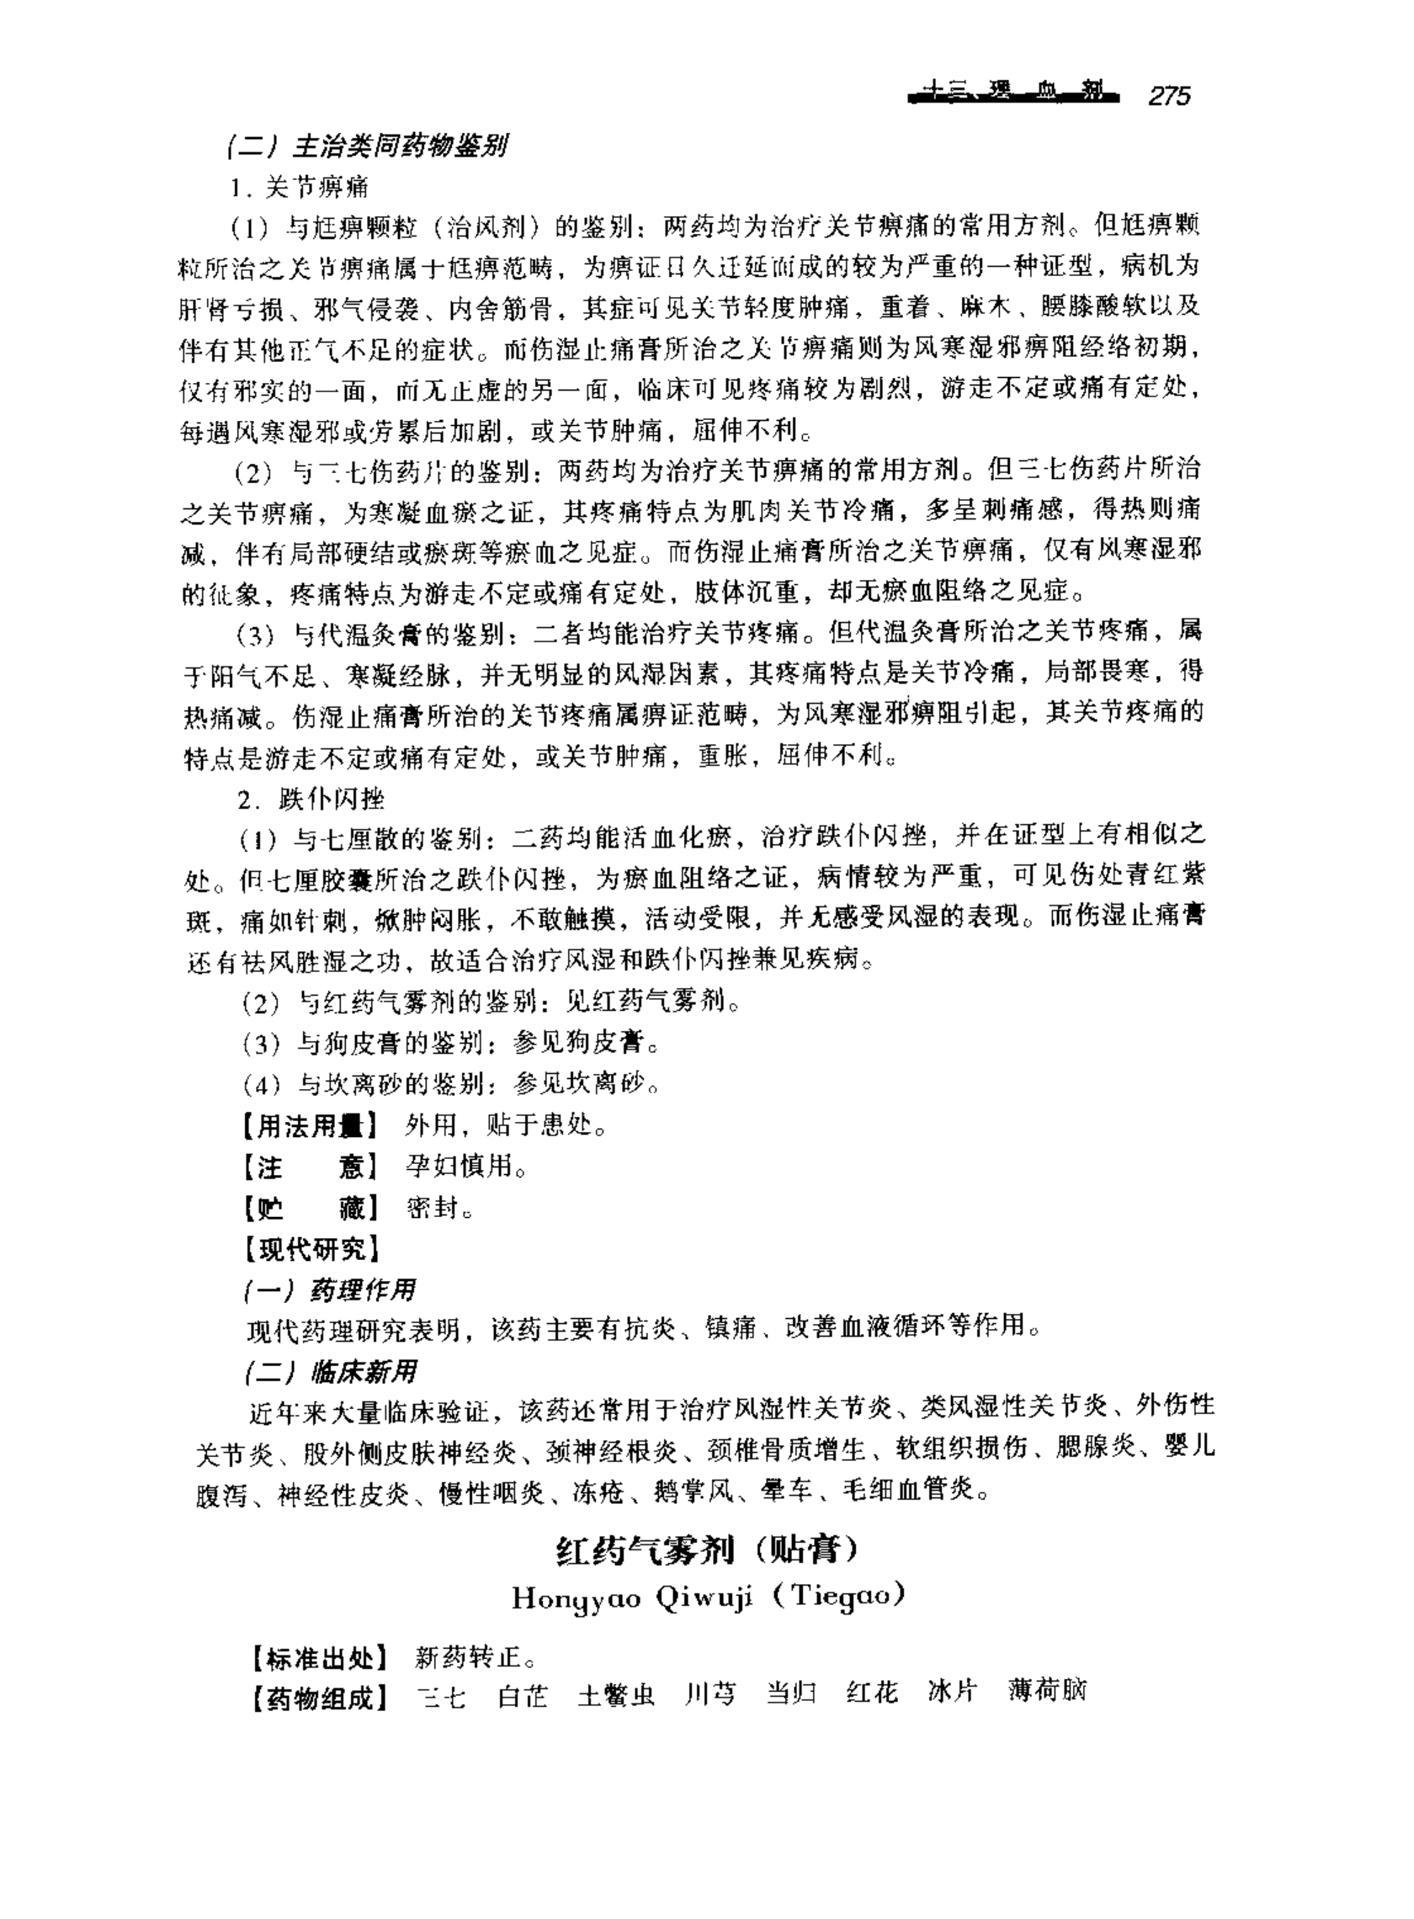 十三、理血剂 275
(二) 主治类同药物鉴别
1. 关节痹痛
(1) 与尪痹颗粒（治风剂）的鉴别：两药均为治疗关节痹痛的常用方剂。但尪痹颗
粒所治之关节痹痛属于尪痹范畴，为痹证日久迁延而成的较为严重的一种证型，病机为
肝肾亏损、邪气侵袭、内舍筋骨，其症可见关节轻度肿痛，重着、麻木、腰膝酸软以及
伴有其他正气不足的症状。而伤湿止痛膏所治之关节痹痛则为风寒湿邪痹阻经络初期，
仅有邪实的一面，而无正虚的另一面，临床可见疼痛较为剧烈，游走不定或痛有定处，
每遇风寒湿邪或劳累后加剧，或关节肿痛，屈伸不利。
(2) 与三七伤药片的鉴别：两药均为治疗关节痹痛的常用方剂。但三七伤药片所治
之关节痹痛，为寒凝血瘀之证，其疼痛特点为肌肉关节冷痛，多呈刺痛感，得热则痛
减，伴有局部硬结或瘀斑等瘀血之见症。而伤湿止痛膏所治之关节痹痛，仅有风寒湿邪
的征象，疼痛特点为游走不定或痛有定处，肢体沉重，却无瘀血阻络之见症。
(3) 与代温灸膏的鉴别：二者均能治疗关节疼痛。但代温灸膏所治之关节疼痛，属
于阳气不足、寒凝经脉，并无明显的风湿因素，其疼痛特点是关节冷痛，局部畏寒，得
热痛减。伤湿止痛膏所治的关节疼痛属痹证范畴，为风寒湿邪痹阻引起，其关节疼痛的
特点是游走不定或痛有定处，或关节肿痛，重胀，屈伸不利。
2. 跌仆闪挫
(1) 与七厘散的鉴别：二药均能活血化瘀，治疗跌仆闪挫，并在证型上有相似之
处。但七厘胶囊所治之跌仆闪挫，为瘀血阻络之证，病情较为严重，可见伤处青红紫
斑，痛如针刺，焮肿闷胀，不敢触摸，活动受限，并无感受风湿的表现。而伤湿止痛膏
还有祛风胜湿之功，故适合治疗风湿和跌仆闪挫兼见疾病。
(2) 与红药气雾剂的鉴别：见红药气雾剂。
(3) 与狗皮膏的鉴别：参见狗皮膏。
(4) 与坎离砂的鉴别：参见坎离砂。
【用法用量】 外用，贴于患处。
【注　　意】 孕妇慎用。
【贮　　藏】 密封。
【现代研究】
(一) 药理作用
现代药理研究表明，该药主要有抗炎、镇痛、改善血液循环等作用。
(二) 临床新用
近年来大量临床验证，该药还常用于治疗风湿性关节炎、类风湿性关节炎、外伤性
关节炎、股外侧皮肤神经炎、颈神经根炎、颈椎骨质增生、软组织损伤、腮腺炎、婴儿
腹泻、神经性皮炎、慢性咽炎、冻疮、鹅掌风、晕车、毛细血管炎。
红药气雾剂（贴膏）
Hongyao Qiwuji（Tiegao）
【标准出处】 新药转正。
【药物组成】 三七　白芷　土鳖虫　川芎　当归　红花　冰片　薄荷脑